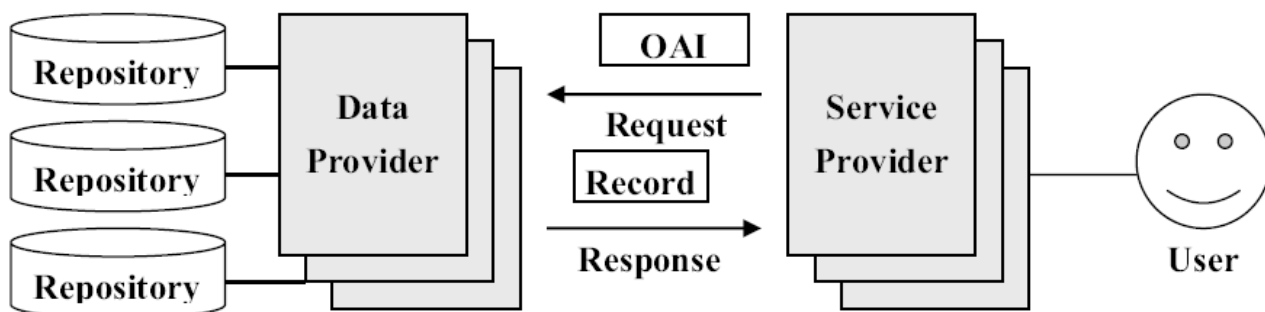 Repository
Repository
Repository
Data
Provider
OAI
Request
Record
Response
Service
Provider
User